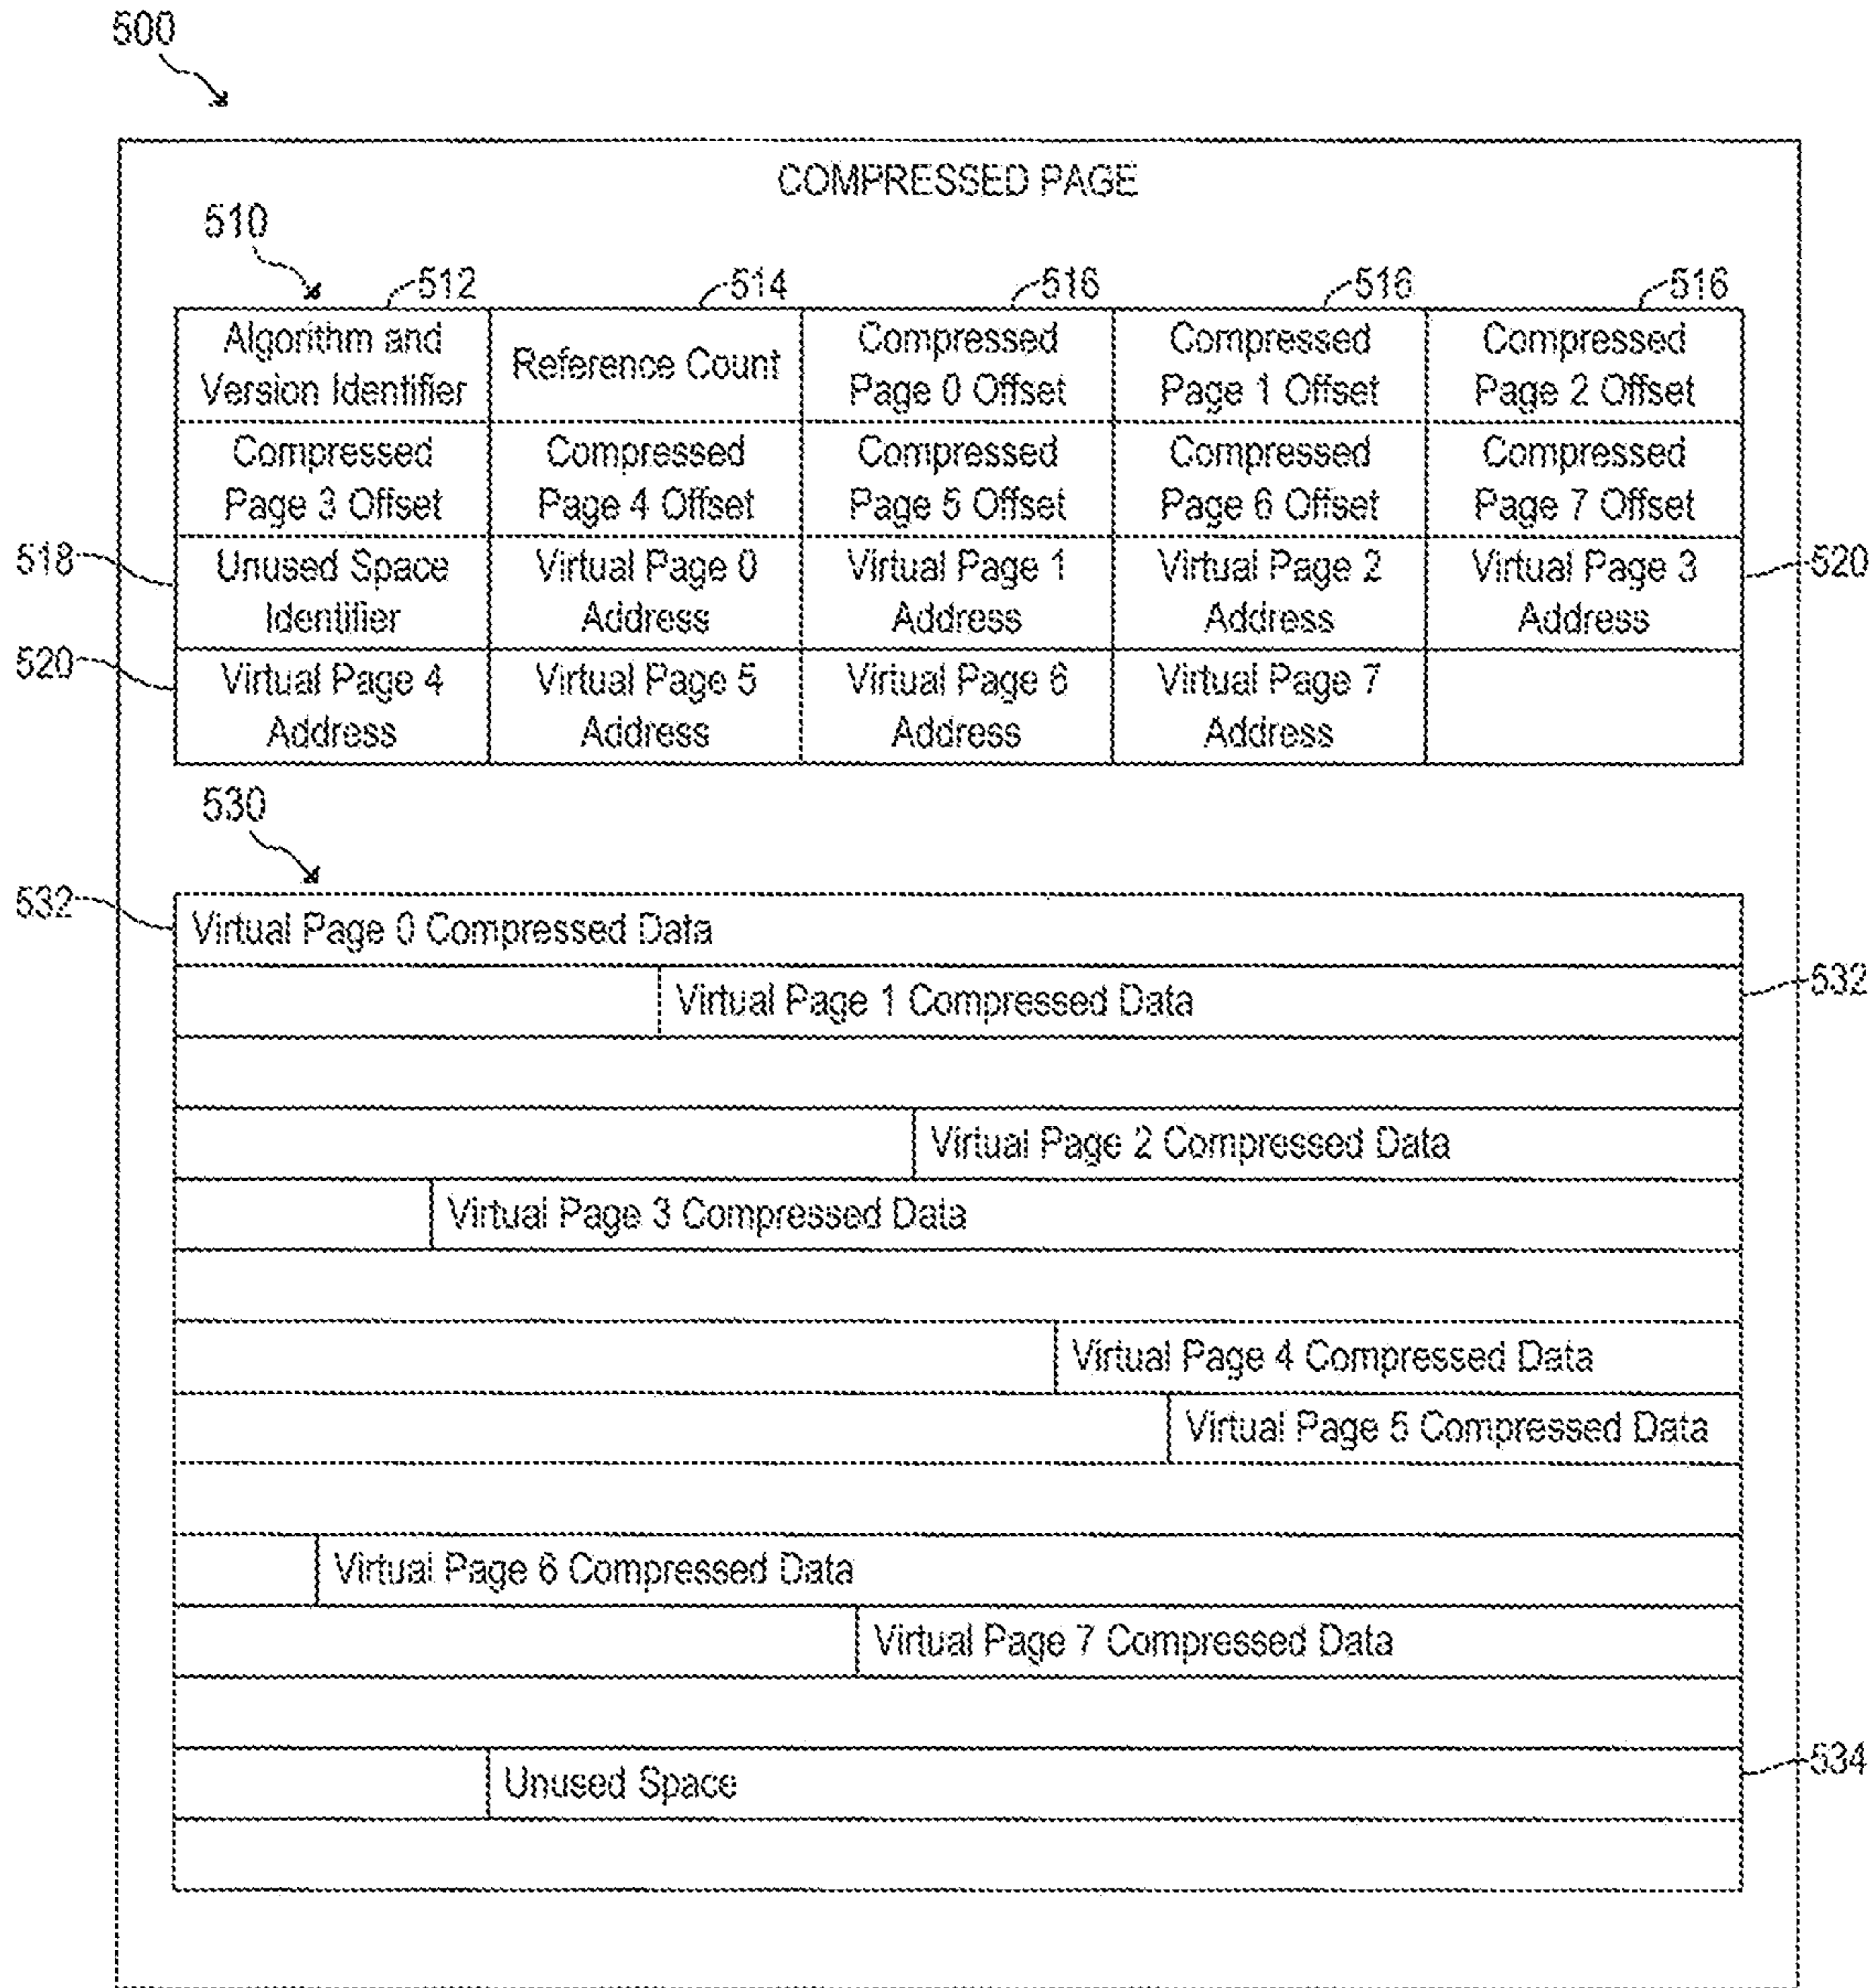 500
COMPRESSED PAGE
510
512
514
516
516
516
Algorithm and
Version Identifier
Reference Count
Compressed
Page 0 Offset
Compressed
Page 1 Offset
Compressed
Page 2 Offset
Compressed
Page 3 Offset
Compressed
Page 4 Offset
Compressed
Page 5 Offset
Compressed
Page 6 Offset
Compressed
Page 7 Offset
518
Unused Space
Identifier
Virtual Page 0
Address
Virtual Page 1
Address
Virtual Page 2
Address
Virtual Page 3
Address
520
520
Virtual Page 4
Address
Virtual Page 5
Address
Virtual Page 6
Address
Virtual Page 7
Address
530
532
Virtual Page 0 Compressed Data
Virtual Page 1 Compressed Data
532
Virtual Page 2 Compressed Data
Virtual Page 3 Compressed Data
Virtual Page 4 Compressed Data
Virtual Page 5 Compressed Data
Virtual Page 6 Compressed Data
Virtual Page 7 Compressed Data
Unused Space
534